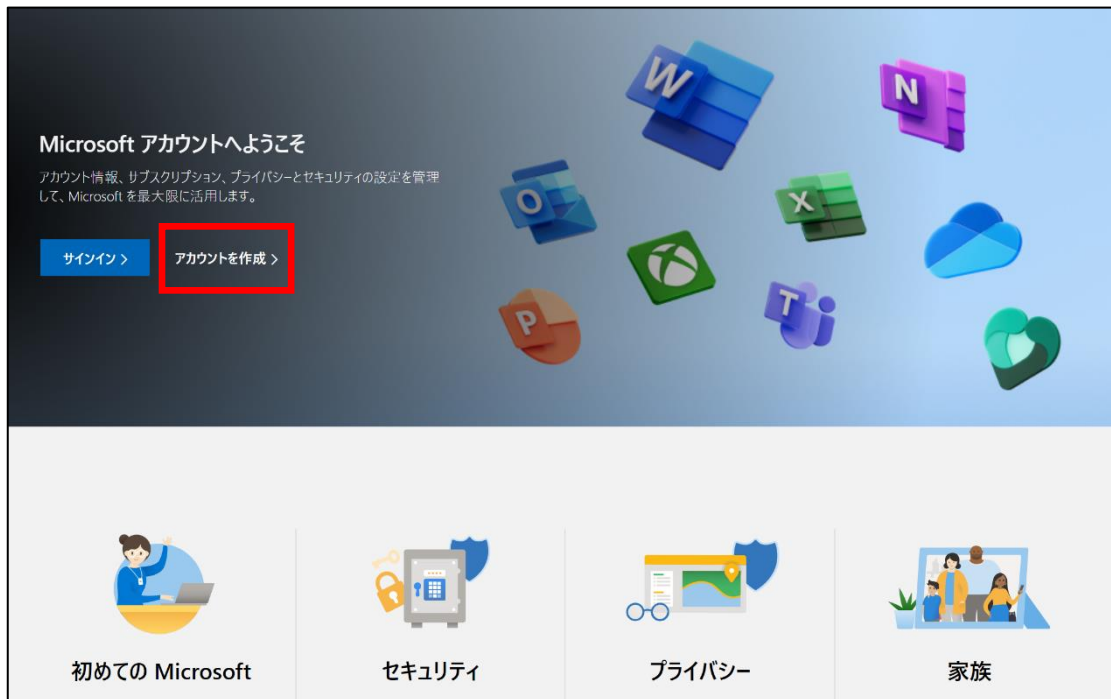 Microsoft アカウントへようこそ
アカウント情報、サブスクリプション、プライバシーとセキュリティの設定を管理
して、Microsoft を最大限に活用します。
サインイン >
アカウントを作成 >
W
N
O
X
P
T
初めての Microsoft
セキュリティ
プライバシー
家族